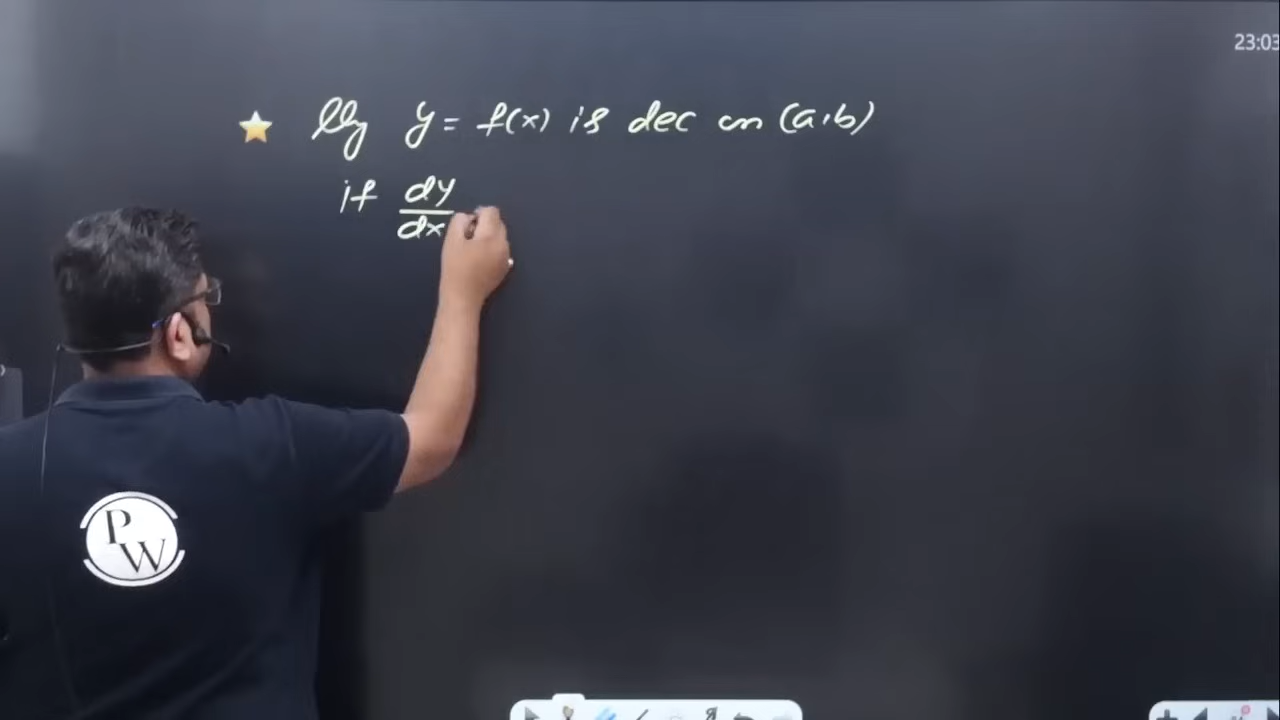 lly y = f(x) is dec on (a,b)
if dy/dx
23:03
PW